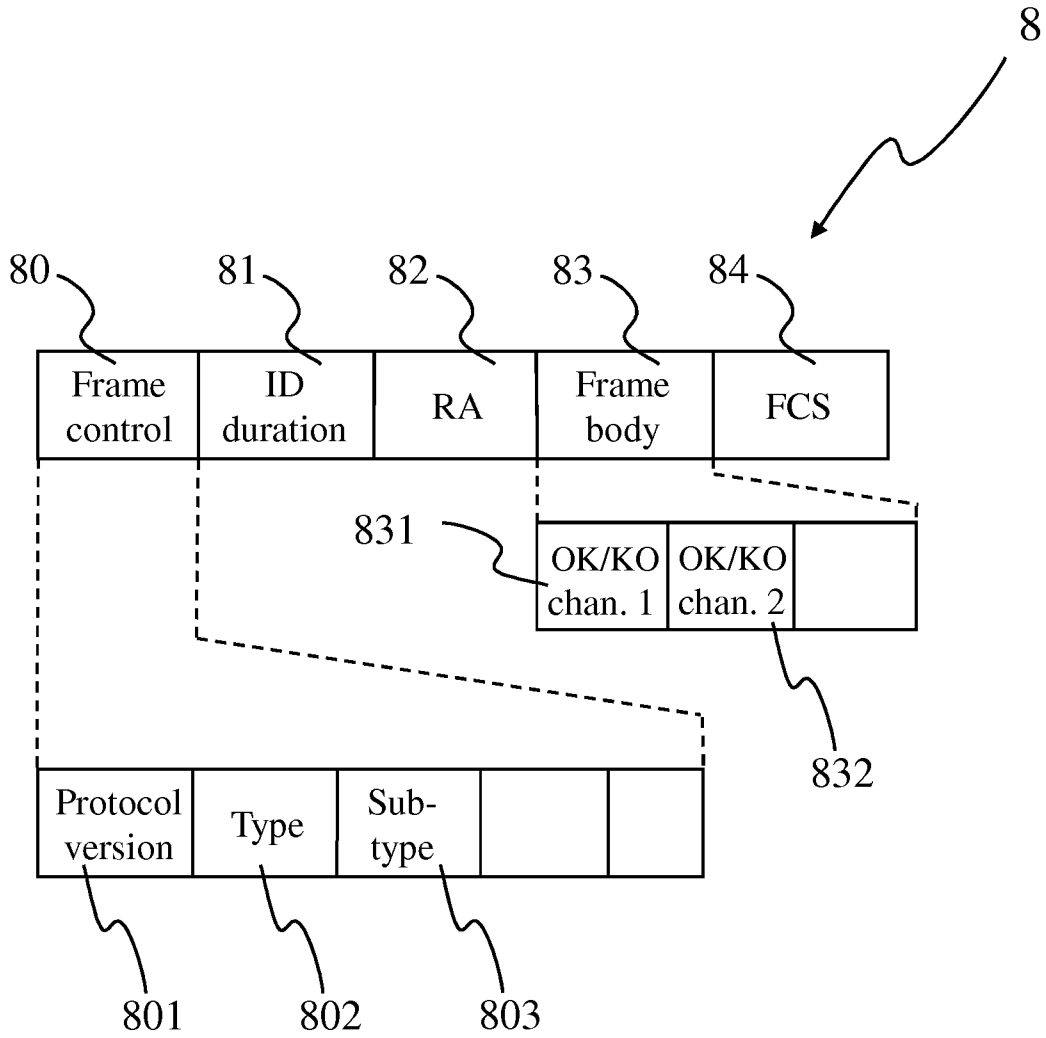 8
80 81 82 83 84
Frame control
ID duration
RA
Frame body
FCS
831
OK/KO chan. 1
OK/KO chan. 2
832
Protocol version
Type
Sub-type
801 802 803